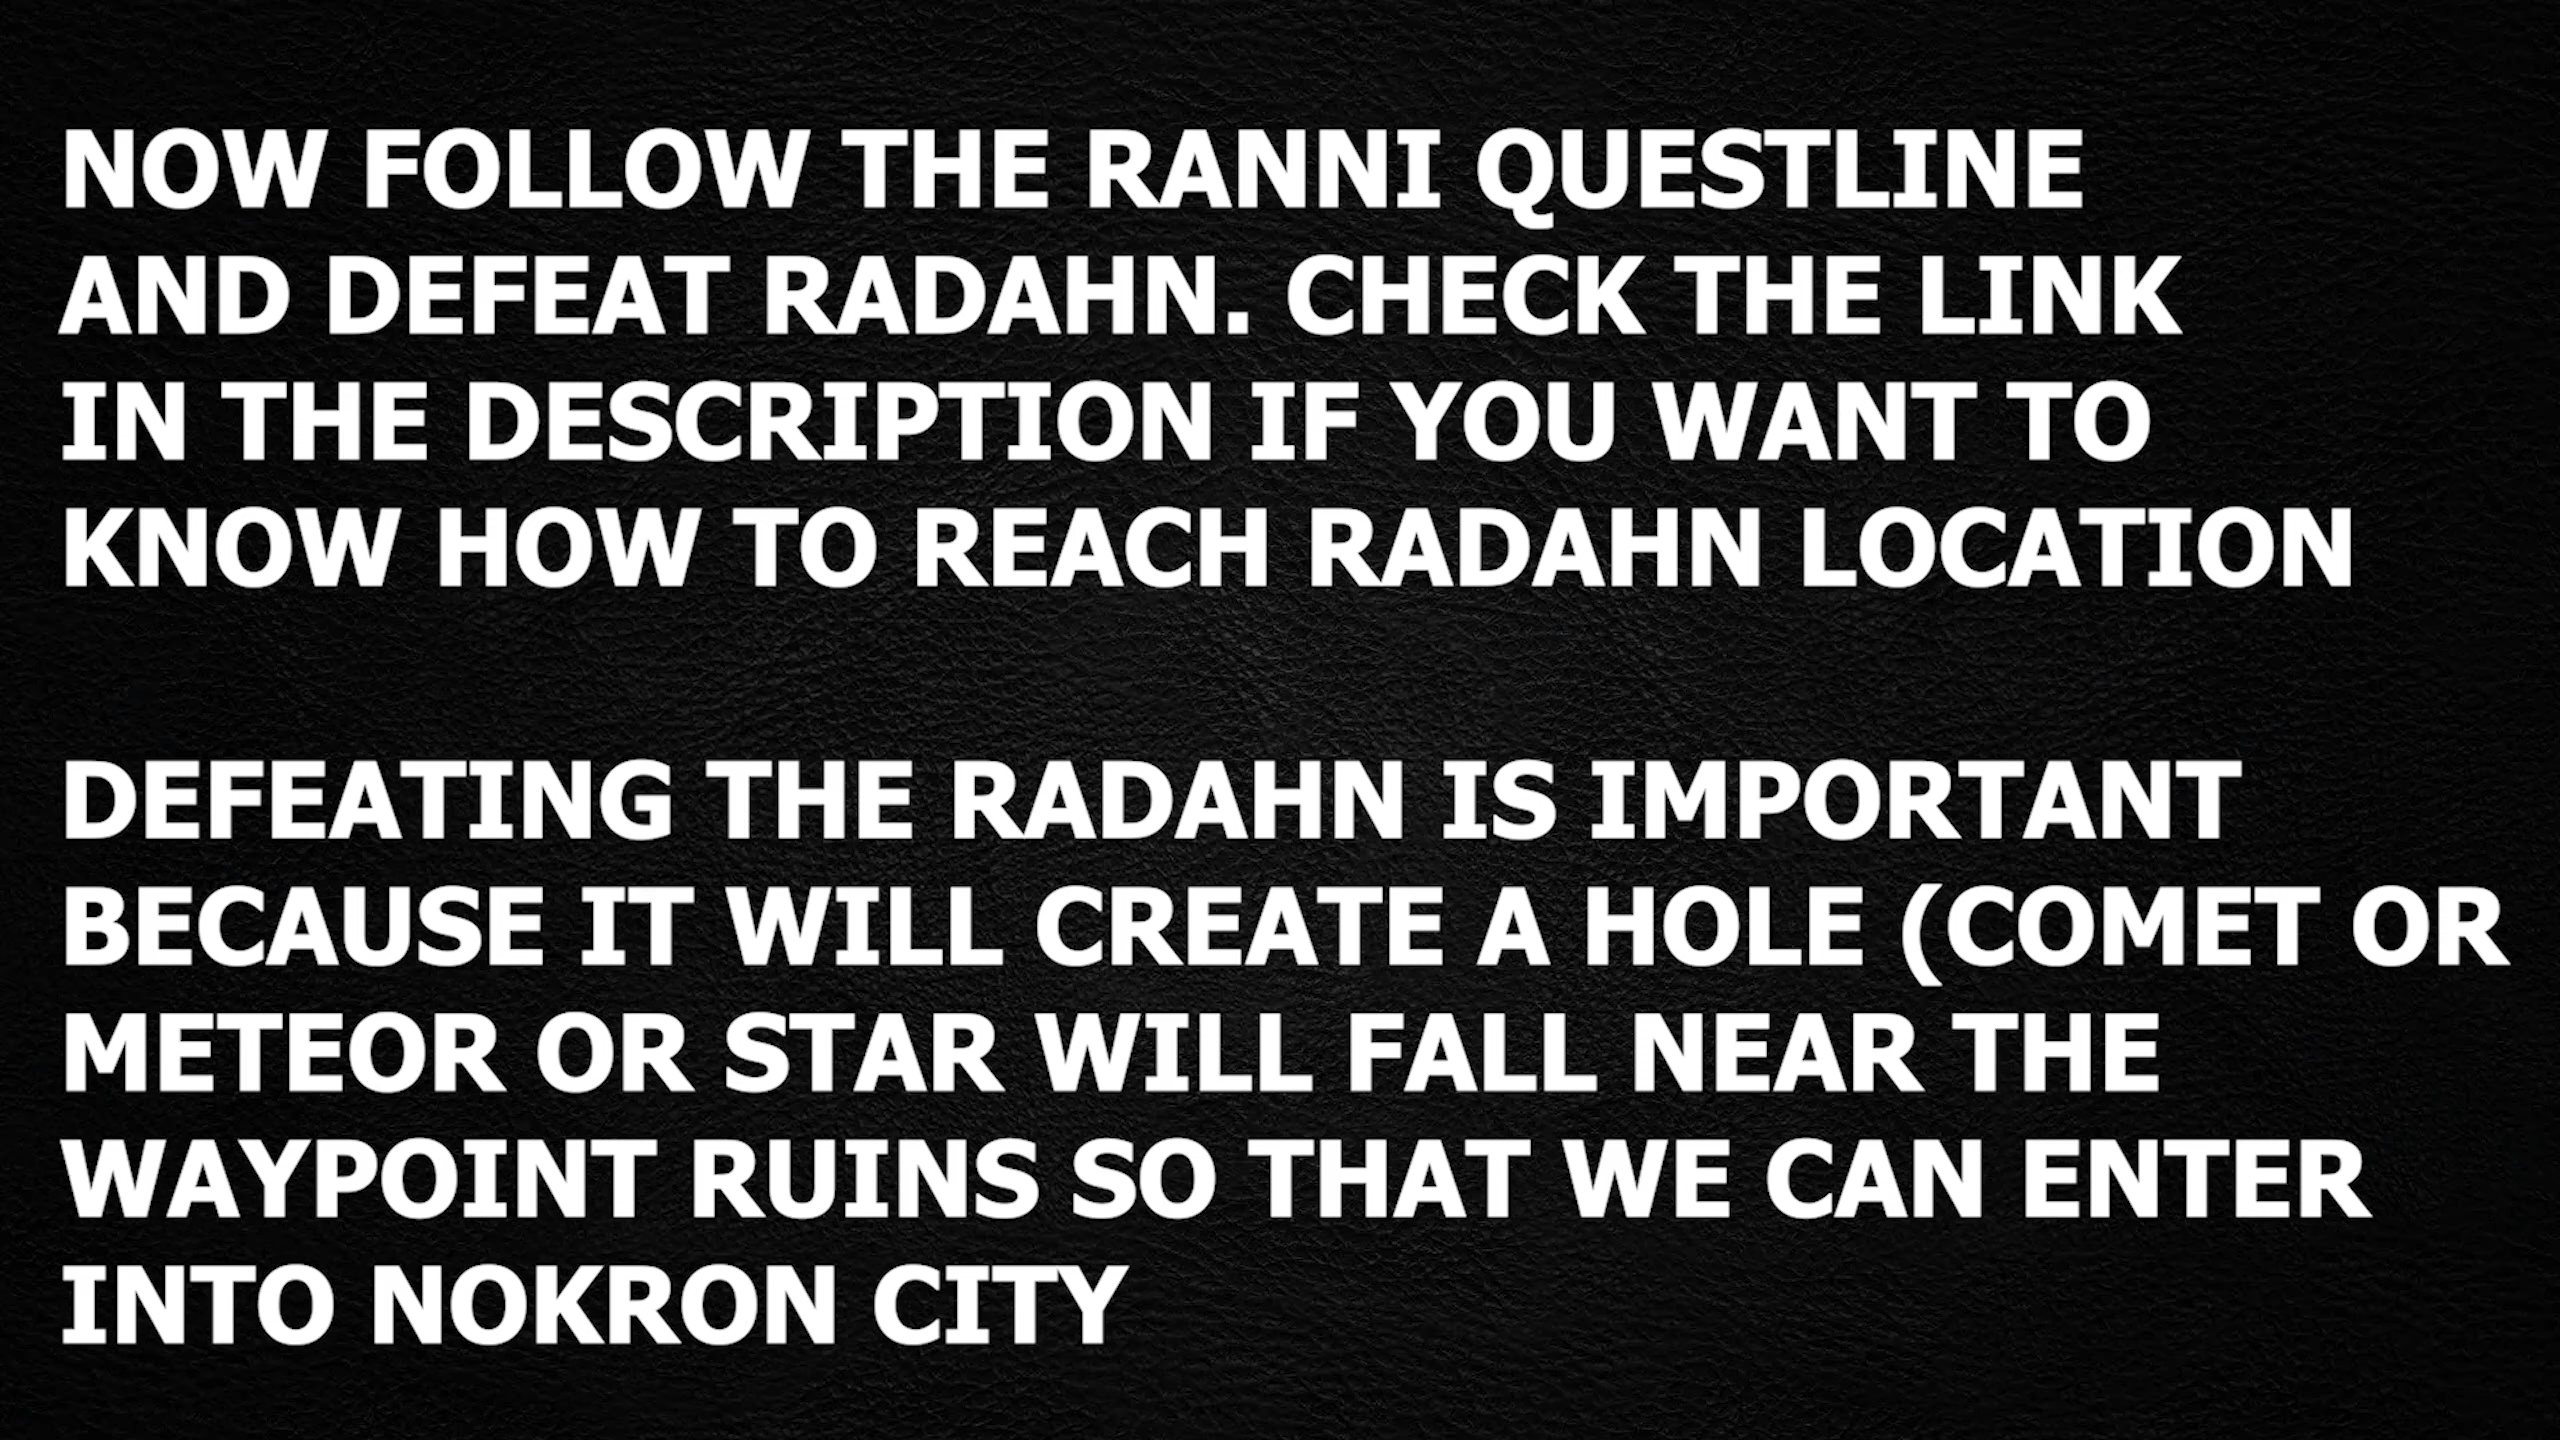 NOW FOLLOW THE RANNI QUESTLINE
AND DEFEAT RADAHN. CHECK THE LINK
IN THE DESCRIPTION IF YOU WANT TO
KNOW HOW TO REACH RADAHN LOCATION
DEFEATING THE RADAHN IS IMPORTANT
BECAUSE IT WILL CREATE A HOLE (COMET OR
METEOR OR STAR WILL FALL NEAR THE
WAYPOINT RUINS SO THAT WE CAN ENTER
INTO NOKRON CITY